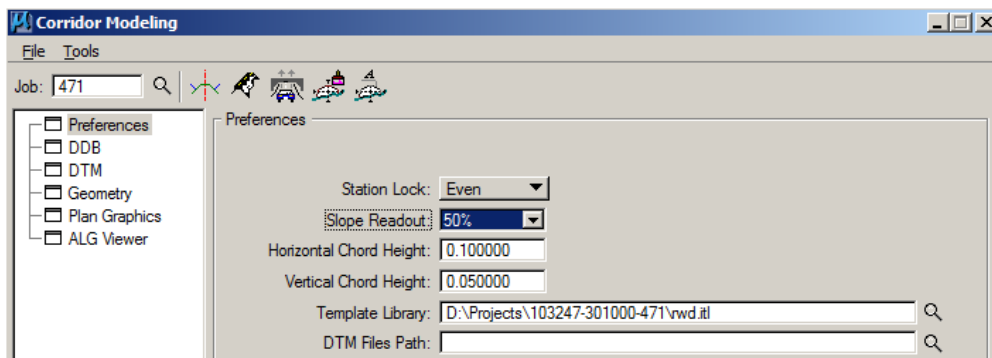 Corridor Modeling
File Tools
Job: 471
Preferences
DDB
DTM
Geometry
Plan Graphics
ALG Viewer
Preferences
Station Lock: Even
Slope Readout: 50%
Horizontal Chord Height: 0.100000
Vertical Chord Height: 0.050000
Template Library: D:\Projects\103247-301000-471\rwd.itl
DTM Files Path: